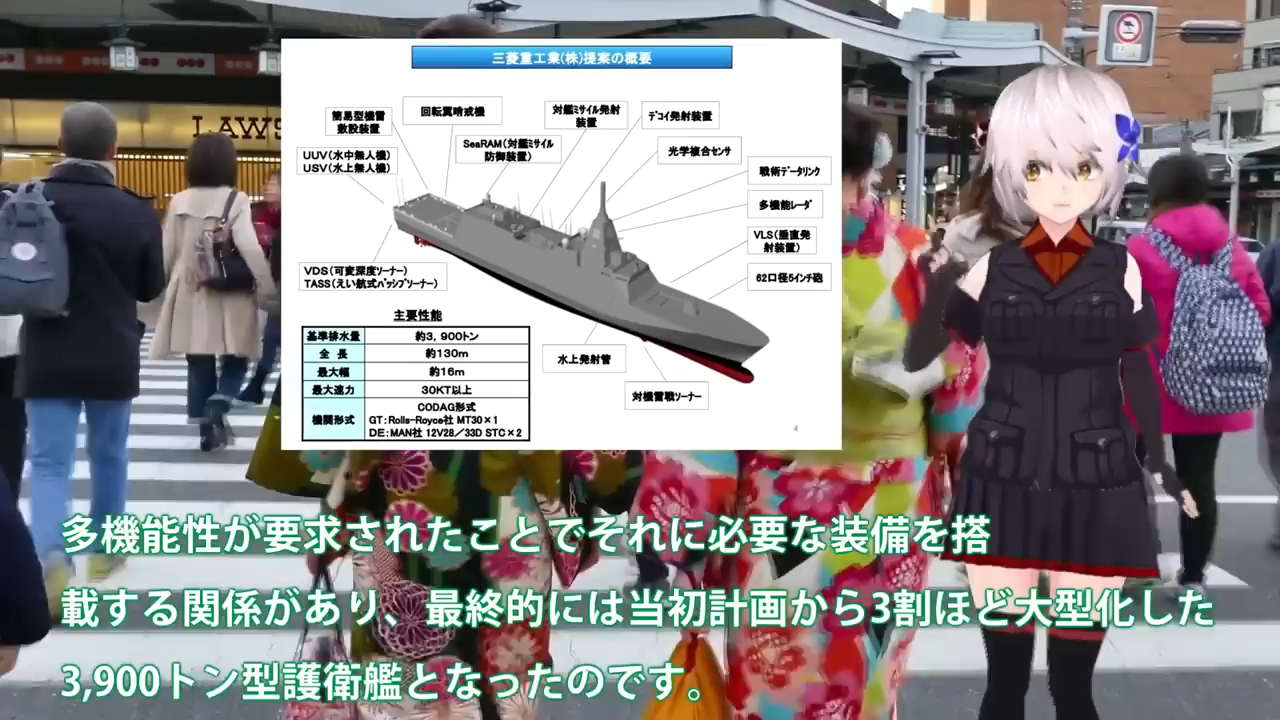 LAWS
三菱重工業(株)提案の概要
簡易型機雷
敷設装置
回転翼哨戒機
対艦ミサイル発射
装置
デコイ発射装置
UUV(水中無人機)
USV(水上無人機)
SeaRAM(対艦ミサイル
防御装置)
光学複合センサ
戦術データリンク
多機能レーダ
VLS(垂直発
射装置)
62口径5インチ砲
VDS(可変深度ソーナー)
TASS(えい航式パッシブソーナー)
水上発射管
対機雷戦ソーナー
主要性能
基準排水量 約3,900トン
全 長 約130m
最大幅 約16m
最大速力 30KT以上
機関形式 CODAG形式
GT:Rolls-Royce社 MT30×1
DE:MAN社 12V28/33D STC×2
4
多機能性が要求されたことでそれに必要な装備を搭
載する関係があり、最終的には当初計画から3割ほど大型化した
3,900トン型護衛艦となったのです。